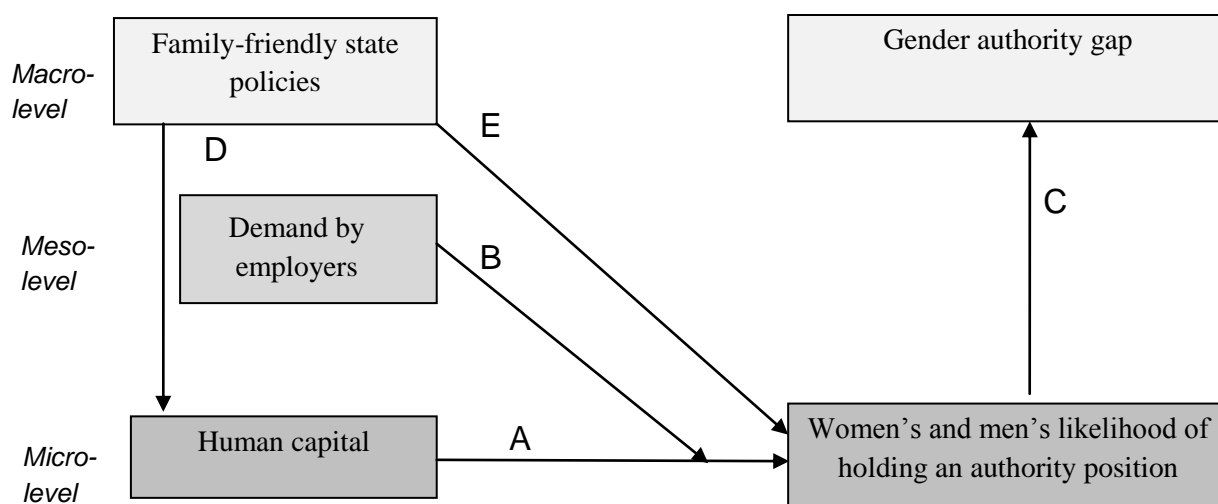 Family-friendly state
policies
Gender authority gap
Macro-
level
E
D
C
Demand by
employers
Meso-
level
B
Human capital
A
Women’s and men’s likelihood of
holding an authority position
Micro-
level